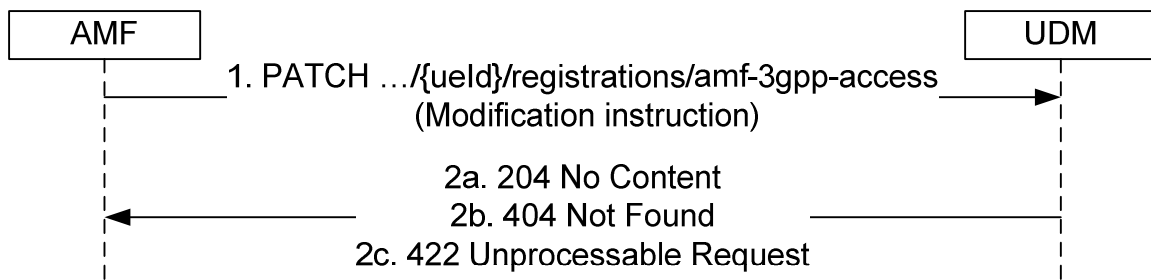 AMF
UDM
1. PATCH …/{ueId}/registrations/amf-3gpp-access
(Modification instruction)
2a. 204 No Content
2b. 404 Not Found
2c. 422 Unprocessable Request